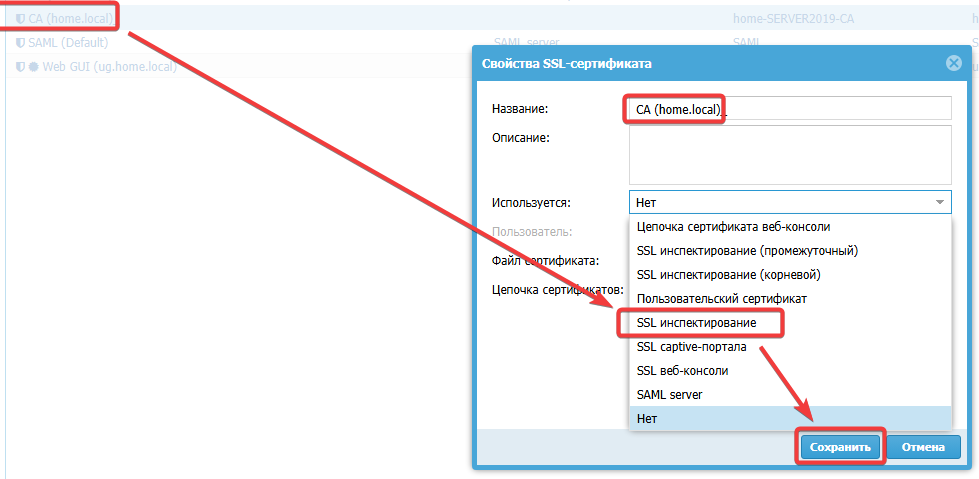 CA (home.local)_ home-SERVER2019-CA h
SAML (Default) SAML server SAML S
Web GUI (ug.home.local)
Свойства SSL-сертификата
Название: CA (home.local)_
Описание:
Используется: Нет
Цепочка сертификата веб-консоли
Пользователь:
SSL инспектирование (промежуточный)
Файл сертификата:
SSL инспектирование (корневой)
Цепочка сертификатов:
Пользовательский сертификат
SSL инспектирование
SSL captive-портала
SSL веб-консоли
SAML server
Нет
Сохранить Отмена